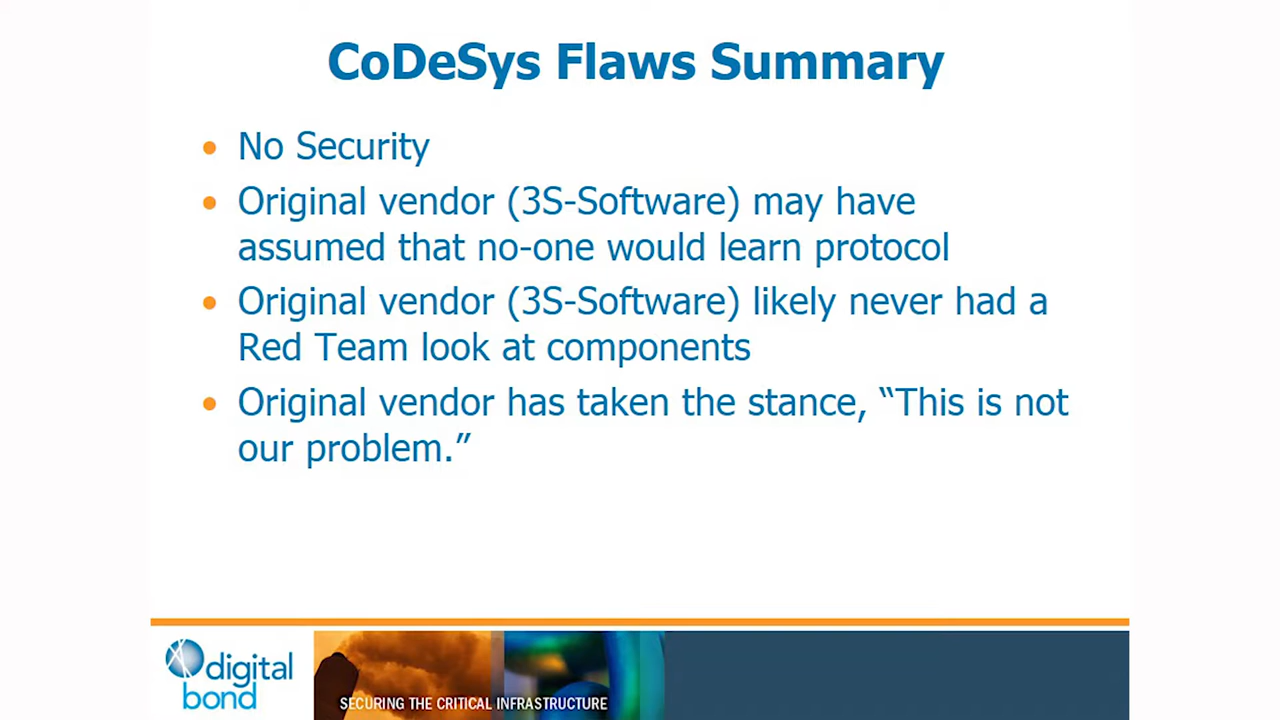 CoDeSys Flaws Summary
• No Security
• Original vendor (3S-Software) may have
assumed that no-one would learn protocol
• Original vendor (3S-Software) likely never had a
Red Team look at components
• Original vendor has taken the stance, “This is not
our problem.”
digital
bond
SECURING THE CRITICAL INFRASTRUCTURE